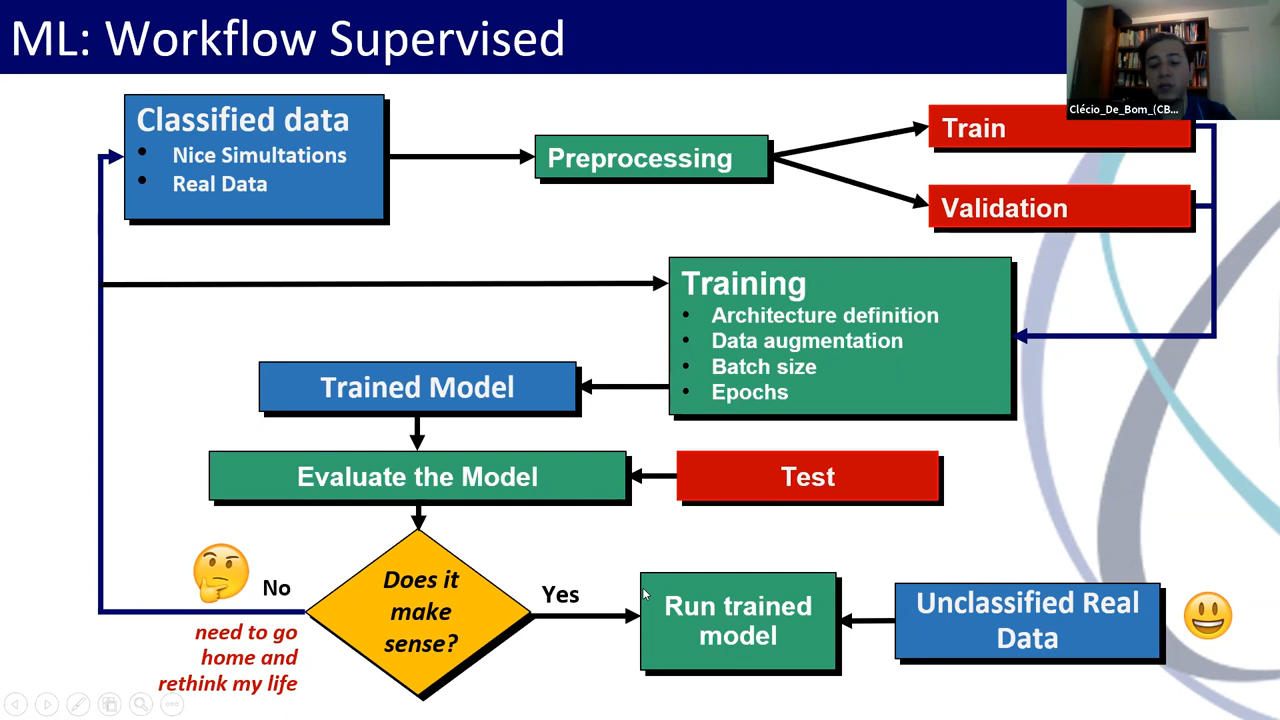 ML: Workflow Supervised
Clécio_De_Bom_(CB...
Classified data
• Nice Simultations
• Real Data
Preprocessing
Train
Validation
Training
• Architecture definition
• Data augmentation
• Batch size
• Epochs
Trained Model
Evaluate the Model
Test
No
Does it
make
sense?
Yes
need to go
home and
rethink my life
Run trained
model
Unclassified Real
Data